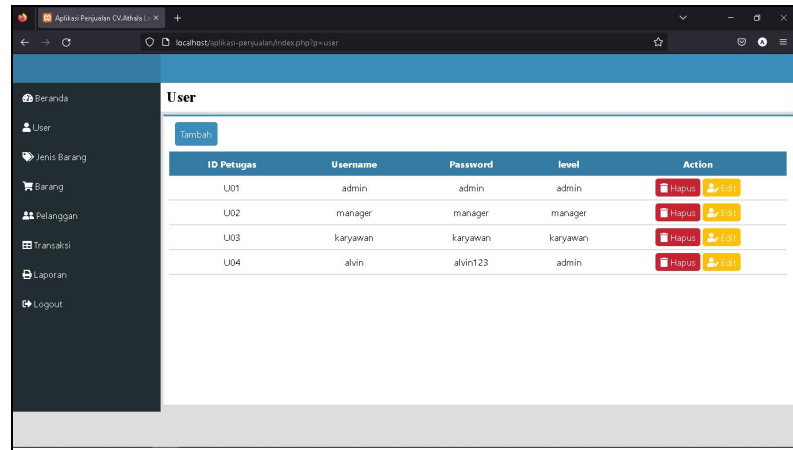 Aplikasi Penjualan CV.Athala
localhost/aplikasi-penjualan/index.php?p=user
Beranda
User
Jenis Barang
Barang
Pelanggan
Transaksi
Laporan
Logout
User
Tambah
ID Petugas Username Password level Action
U01 admin admin admin Hapus Edit
U02 manager manager manager Hapus Edit
U03 karyawan karyawan karyawan Hapus Edit
U04 alvin alvin123 admin Hapus Edit